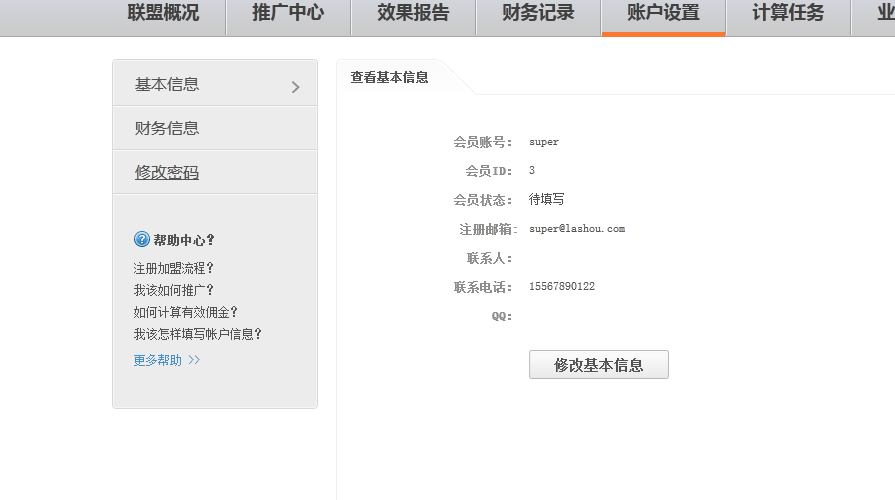 联盟概况 推广中心 效果报告 财务记录 账户设置 计算任务 业
基本信息
财务信息
修改密码
帮助中心?
注册加盟流程?
我该如何推广?
如何计算有效佣金?
我该怎样填写帐户信息?
更多帮助 >>
查看基本信息
会员账号: super
会员ID: 3
会员状态: 待填写
注册邮箱: super@lashou.com
联系人:
联系电话: 15567890122
QQ:
修改基本信息